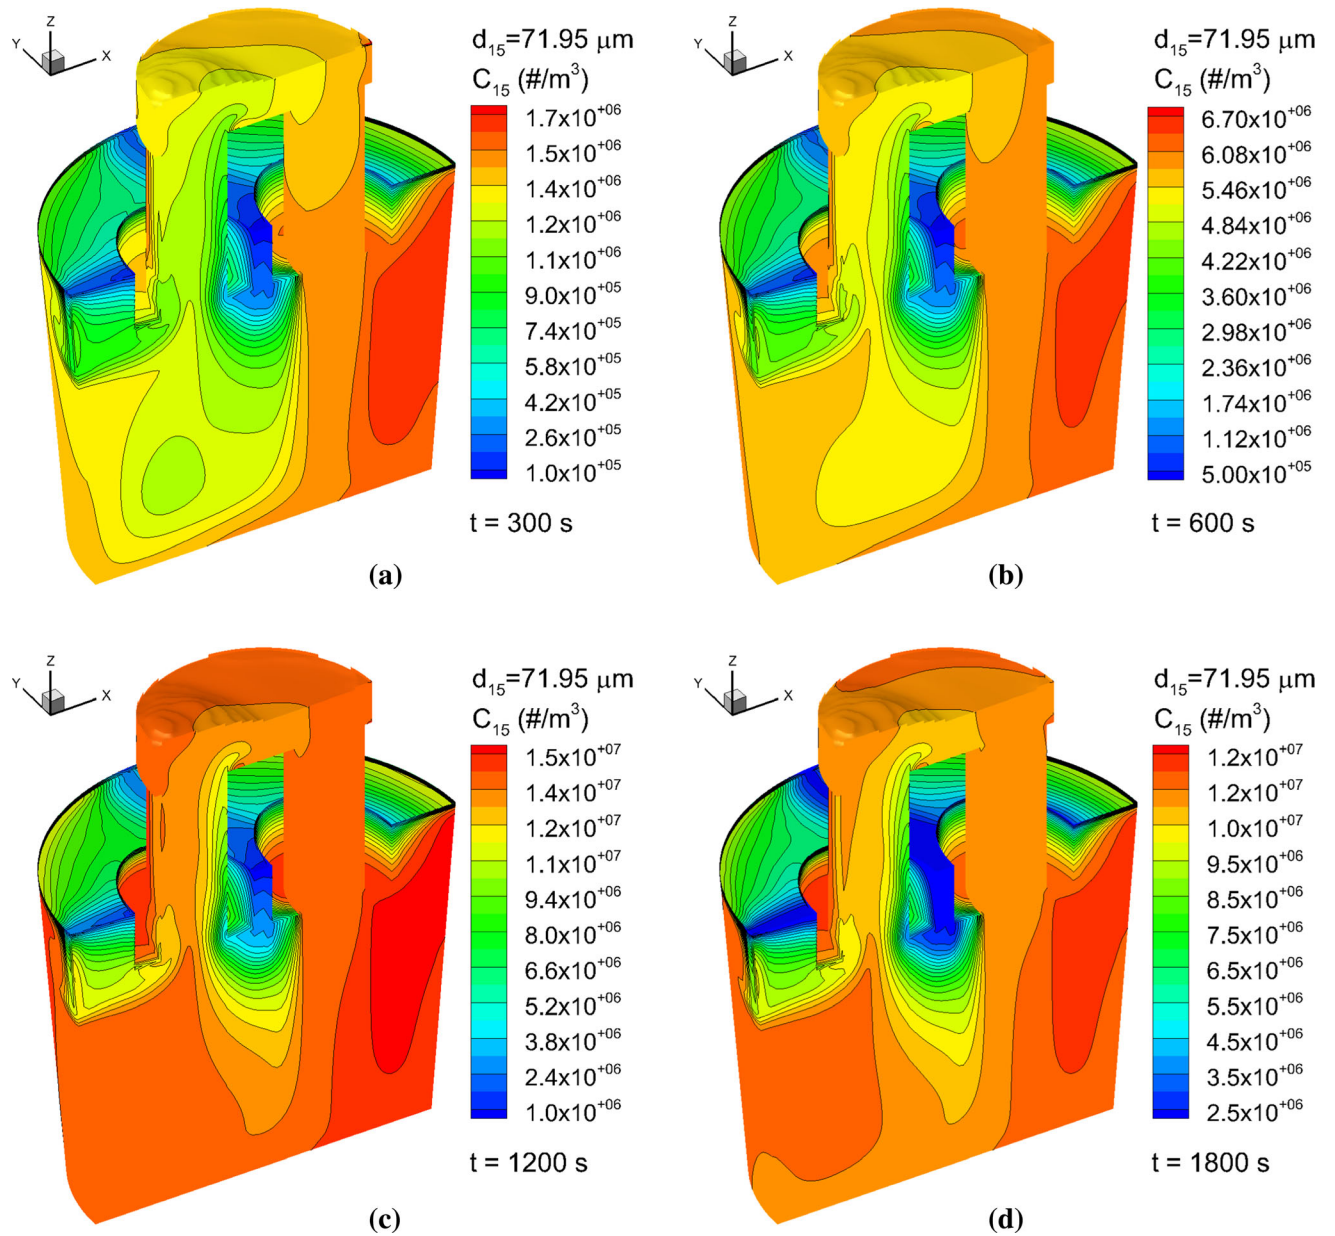 Z
Y
X
d₁₅=71.95 μm
C₁₅ (#/m³)
1.7x10⁺⁰⁶
1.5x10⁺⁰⁶
1.4x10⁺⁰⁶
1.2x10⁺⁰⁶
1.1x10⁺⁰⁶
9.0x10⁺⁰⁵
7.4x10⁺⁰⁵
5.8x10⁺⁰⁵
4.2x10⁺⁰⁵
2.6x10⁺⁰⁵
1.0x10⁺⁰⁵
t = 300 s
(a)
Z
Y
X
d₁₅=71.95 μm
C₁₅ (#/m³)
6.70x10⁺⁰⁶
6.08x10⁺⁰⁶
5.46x10⁺⁰⁶
4.84x10⁺⁰⁶
4.22x10⁺⁰⁶
3.60x10⁺⁰⁶
2.98x10⁺⁰⁶
2.36x10⁺⁰⁶
1.74x10⁺⁰⁶
1.12x10⁺⁰⁶
5.00x10⁺⁰⁵
t = 600 s
(b)
Z
Y
X
d₁₅=71.95 μm
C₁₅ (#/m³)
1.5x10⁺⁰⁷
1.4x10⁺⁰⁷
1.2x10⁺⁰⁷
1.1x10⁺⁰⁷
9.4x10⁺⁰⁶
8.0x10⁺⁰⁶
6.6x10⁺⁰⁶
5.2x10⁺⁰⁶
3.8x10⁺⁰⁶
2.4x10⁺⁰⁶
1.0x10⁺⁰⁶
t = 1200 s
(c)
Z
Y
X
d₁₅=71.95 μm
C₁₅ (#/m³)
1.2x10⁺⁰⁷
1.2x10⁺⁰⁷
1.0x10⁺⁰⁷
9.5x10⁺⁰⁶
8.5x10⁺⁰⁶
7.5x10⁺⁰⁶
6.5x10⁺⁰⁶
5.5x10⁺⁰⁶
4.5x10⁺⁰⁶
3.5x10⁺⁰⁶
2.5x10⁺⁰⁶
t = 1800 s
(d)